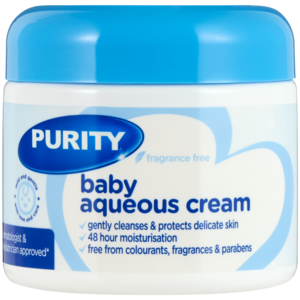 PURITY
fragrance free
baby
aqueous cream
gently cleanses & protects delicate skin
48 hour moisturisation
free from colourants, fragrances & parabens
approved*